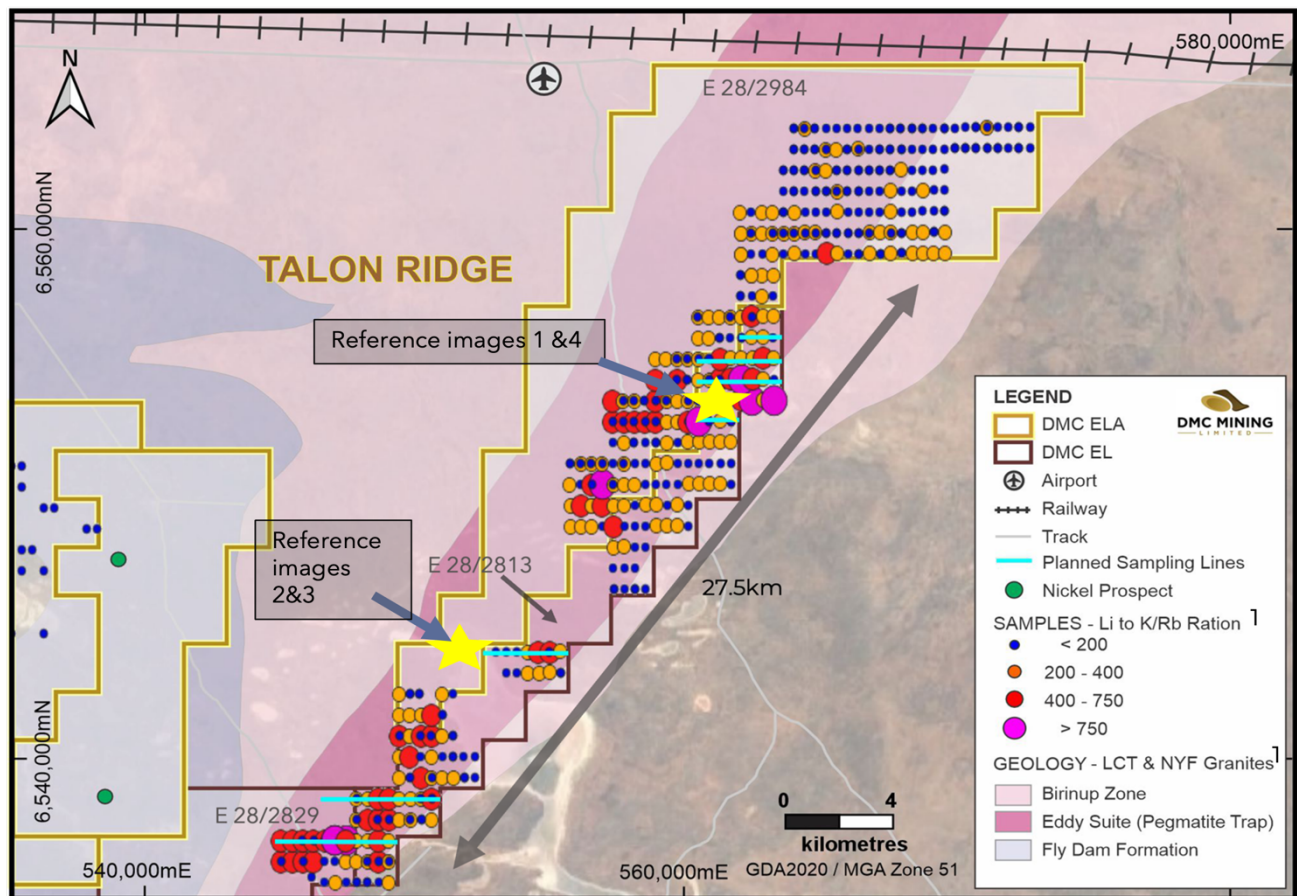 580,000mE
N
E 28/2984
6,560,000mN
TALON RIDGE
Reference images 1 &4
Reference
images
2&3
E 28/2813
27.5km
6,540,000mN
E 28/2829
540,000mE
560,000mE
0 4
kilometres
GDA2020 / MGA Zone 51
LEGEND
DMC MINING
LIMITED
DMC ELA
DMC EL
Airport
Railway
Track
Planned Sampling Lines
Nickel Prospect
SAMPLES - Li to K/Rb Ration 1
< 200
200 - 400
400 - 750
> 750
GEOLOGY - LCT & NYF Granites 1
Birinup Zone
Eddy Suite (Pegmatite Trap)
Fly Dam Formation